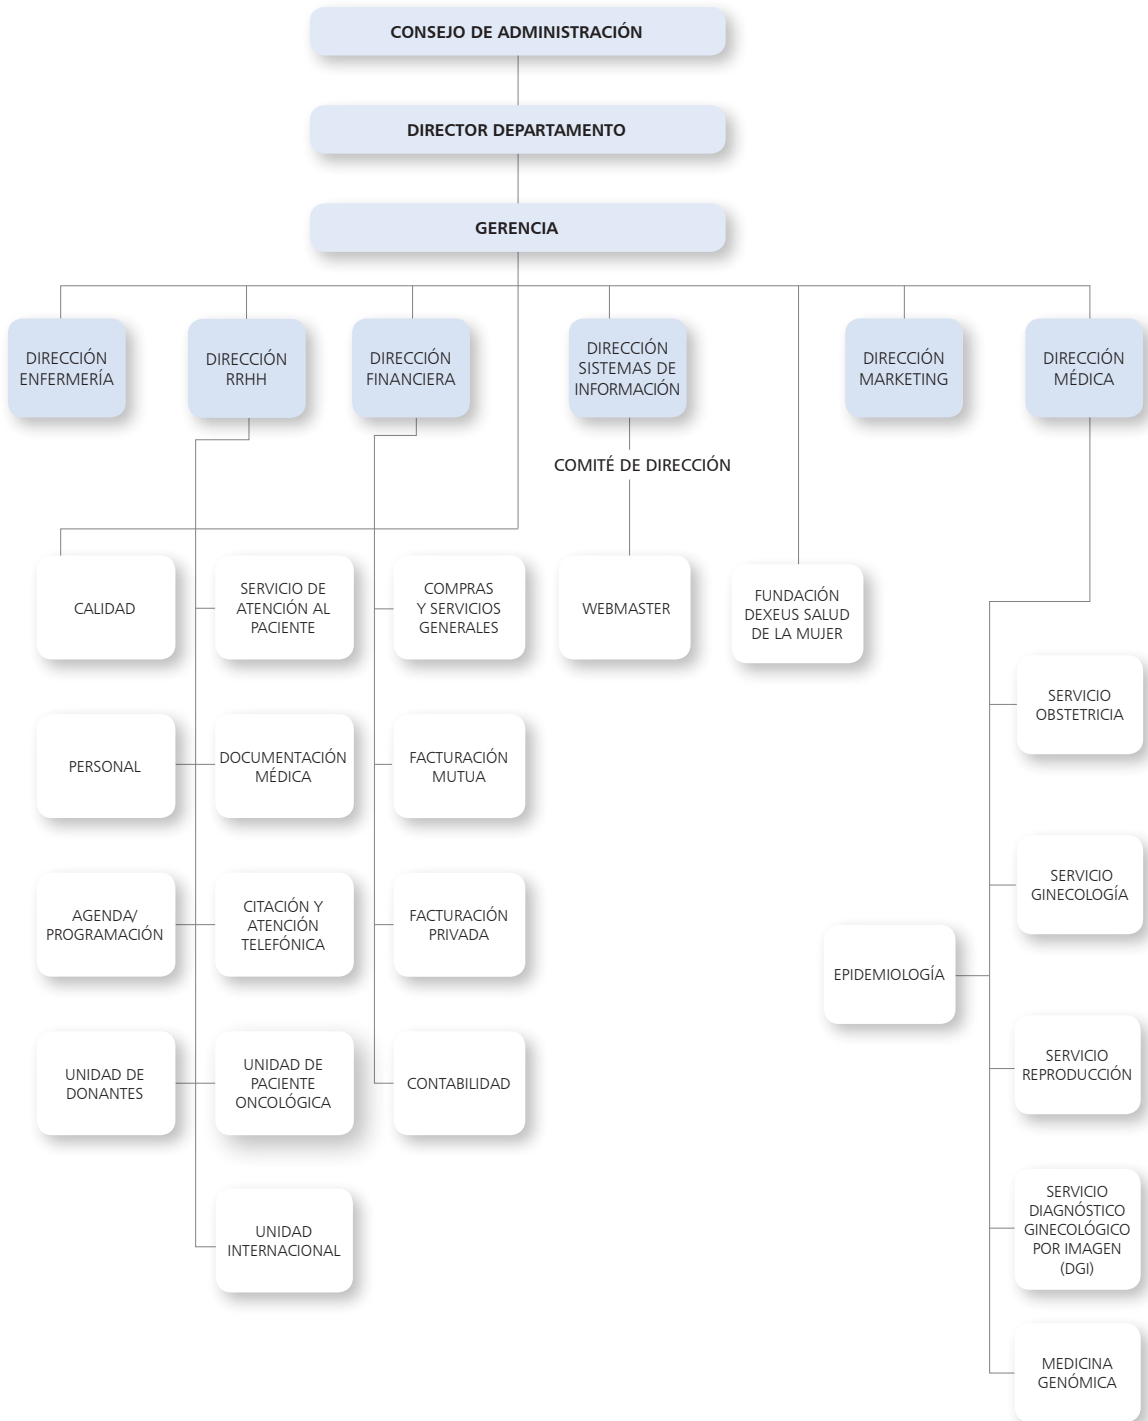 CONSEJO DE ADMINISTRACIÓN
DIRECTOR DEPARTAMENTO
GERENCIA
DIRECCIÓN
ENFERMERÍA
DIRECCIÓN
RRHH
DIRECCIÓN
FINANCIERA
DIRECCIÓN
SISTEMAS DE
INFORMACIÓN
DIRECCIÓN
MARKETING
DIRECCIÓN
MÉDICA
COMITÉ DE DIRECCIÓN
CALIDAD
SERVICIO DE
ATENCIÓN AL
PACIENTE
COMPRAS
Y SERVICIOS
GENERALES
WEBMASTER
FUNDACIÓN
DEXEUS SALUD
DE LA MUJER
SERVICIO
OBSTETRICIA
PERSONAL
DOCUMENTACIÓN
MÉDICA
FACTURACIÓN
MUTUA
SERVICIO
GINECOLOGÍA
AGENDA/
PROGRAMACIÓN
CITACIÓN Y
ATENCIÓN
TELEFÓNICA
FACTURACIÓN
PRIVADA
EPIDEMIOLOGÍA
SERVICIO
REPRODUCCIÓN
UNIDAD DE
DONANTES
UNIDAD DE
PACIENTE
ONCOLÓGICA
CONTABILIDAD
SERVICIO
DIAGNÓSTICO
GINECOLÓGICO
POR IMAGEN
(DGI)
UNIDAD
INTERNACIONAL
MEDICINA
GENÓMICA